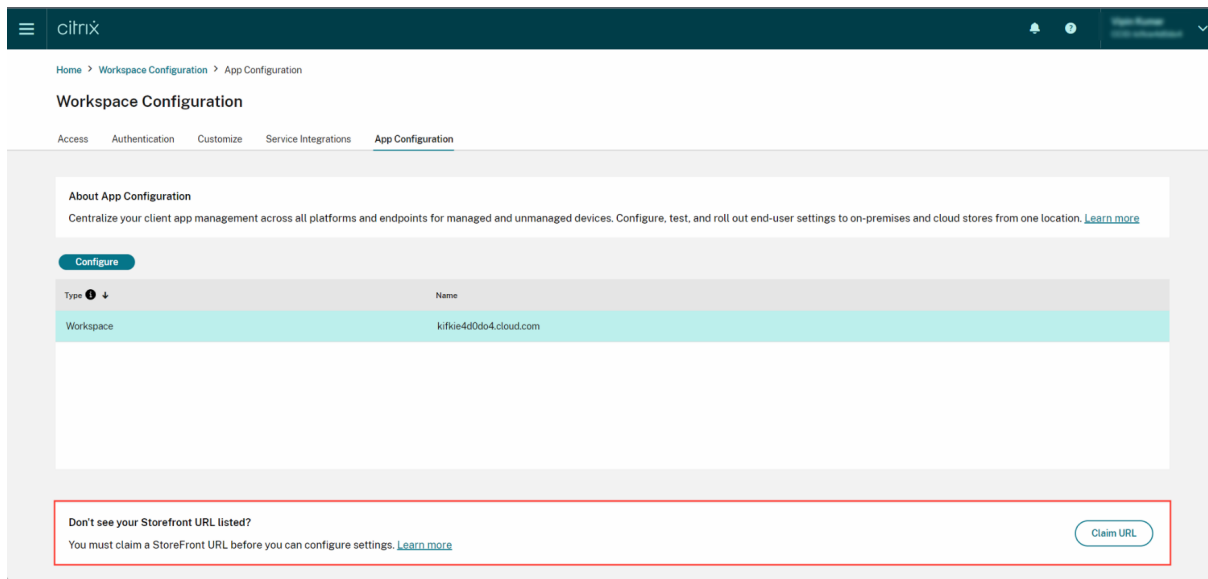 citrix
Home > Workspace Configuration > App Configuration
Workspace Configuration
Access Authentication Customize Service Integrations App Configuration
About App Configuration
Centralize your client app management across all platforms and endpoints for managed and unmanaged devices. Configure, test, and roll out end-user settings to on-premises and cloud stores from one location. Learn more
Configure
Type Name
Workspace kifkie4d0do4.cloud.com
Don't see your Storefront URL listed?
You must claim a StoreFront URL before you can configure settings. Learn more
Claim URL